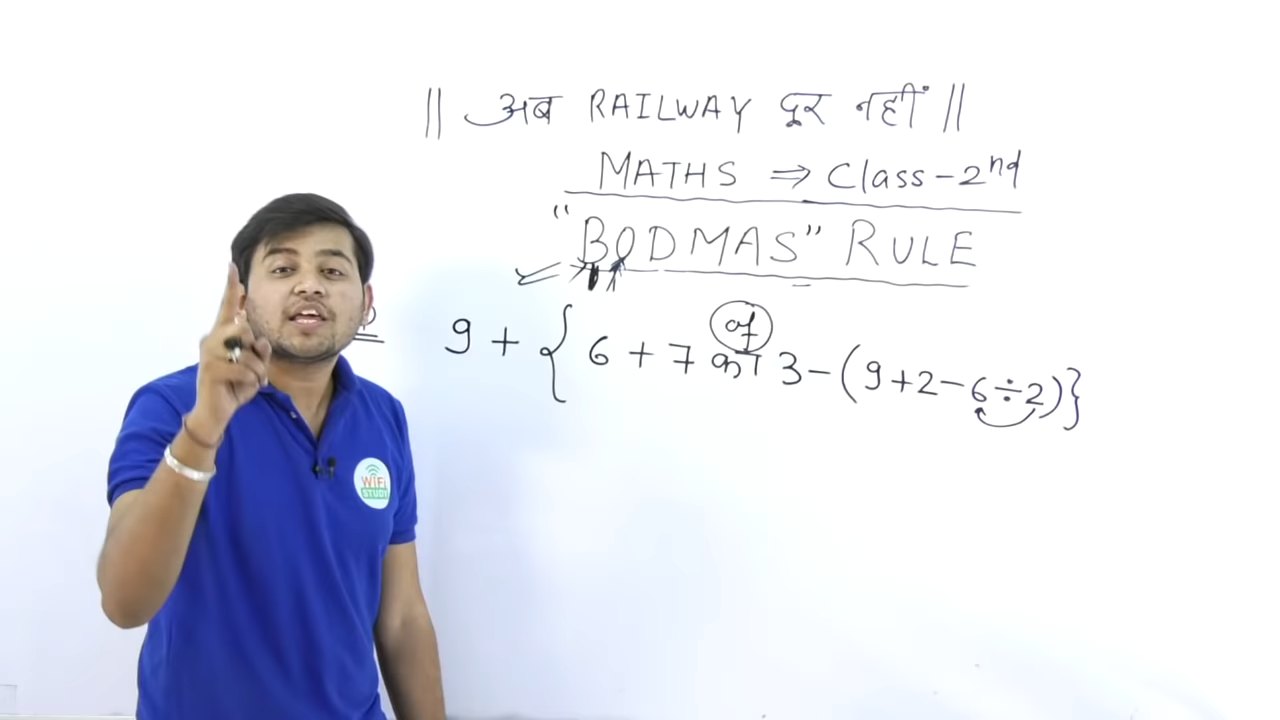 || अब RAILWAY दूर नहीं ||
MATHS ⇒ Class-2nd
"BODMAS" RULE
of
9 + { 6 + 7 का 3 - (9 + 2 - 6 ÷ 2)}
WiFi
STUDY